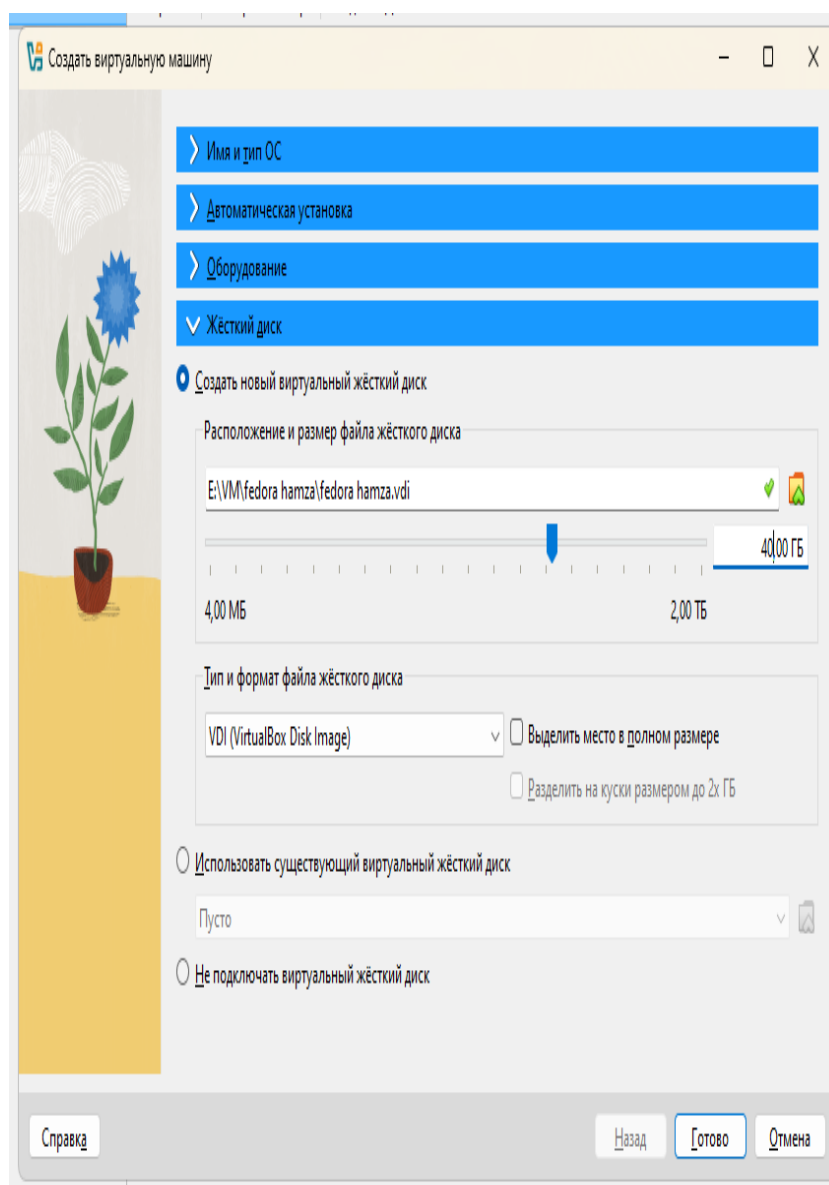 Создать виртуальную машину
Имя и тип ОС
Автоматическая установка
Оборудование
Жёсткий диск
Создать новый виртуальный жёсткий диск
Расположение и размер файла жёсткого диска
E:\VM\fedora hamza\fedora hamza.vdi
40,00 ГБ
4,00 МБ 2,00 ТБ
Тип и формат файла жёсткого диска
VDI (VirtualBox Disk Image) Выделить место в полном размере
Разделить на куски размером до 2х ГБ
Использовать существующий виртуальный жёсткий диск
Пусто
Не подключать виртуальный жёсткий диск
Справка Назад Готово Отмена